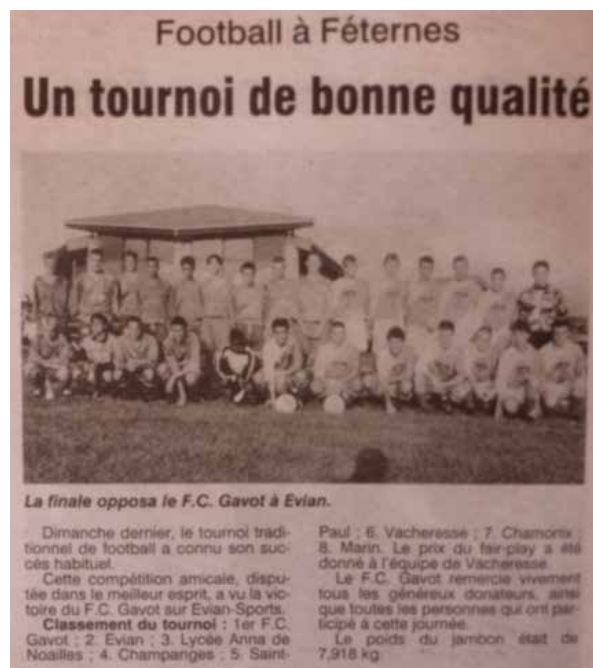 Football à Féternes
Un tournoi de bonne qualité
La finale opposa le F.C. Gavot à Evian.
Dimanche dernier, le tournoi tradi-
tionnel de football a connu son suc-
cès habituel.
Cette compétition amicale, dispu-
tée dans le meilleur esprit, a vu la vic-
toire du F.C. Gavot sur Evian-Sports.
Classement du tournoi : 1er F.C.
Gavot ; 2. Evian ; 3. Lycée Anna de
Noailles ; 4. Champanges ; 5. Saint-
Paul ; 6. Vacheresse ; 7. Chamonix ;
8. Marin. Le prix du fair-play a été
donné à l'équipe de Vacheresse.
Le F.C. Gavot remercie vivement
tous les généreux donateurs, ainsi
que toutes les personnes qui ont par-
ticipé à cette journée.
Le poids du jambon était de
7,918 kg.